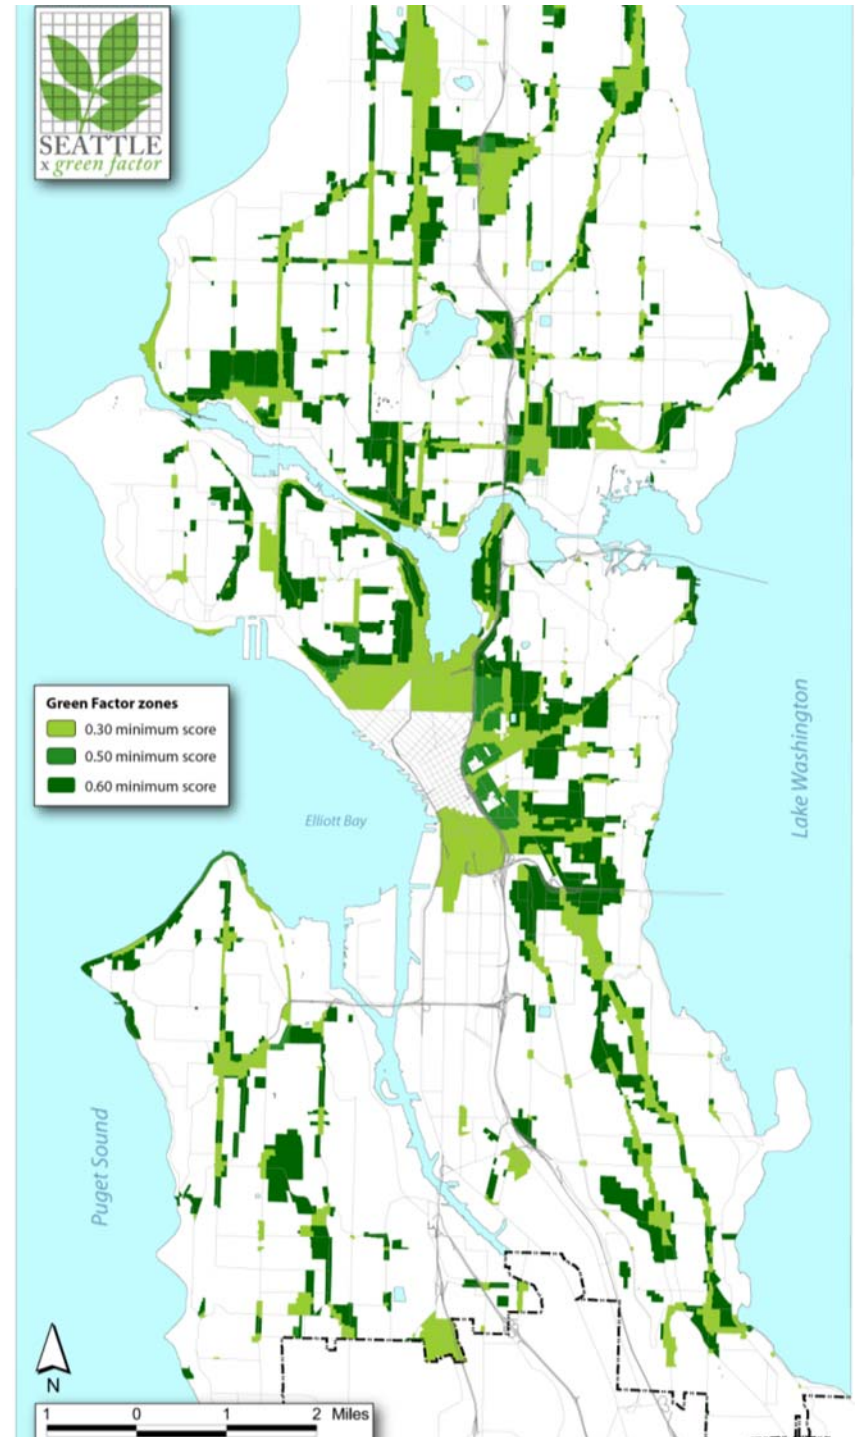 SEATTLE
x green factor
Green Factor zones
0.30 minimum score
0.50 minimum score
0.60 minimum score
Elliott Bay
Lake Washington
Puget Sound
N
1 0 1 2 Miles